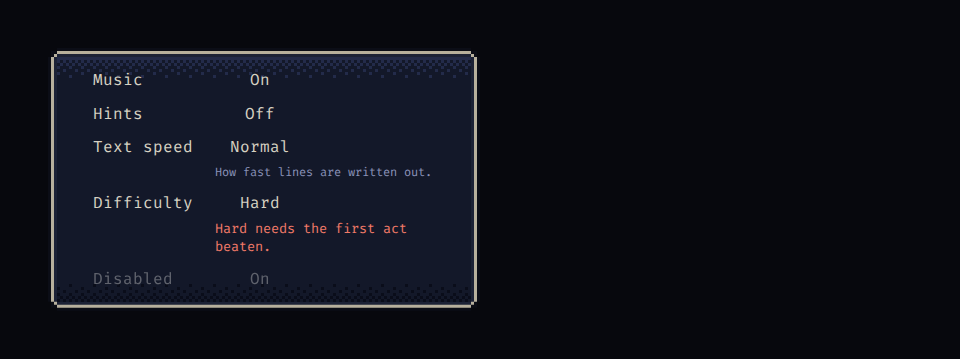 Music On
Hints Off
Text speed Normal
How fast lines are written out.
Difficulty Hard
Hard needs the first act
beaten.
Disabled On